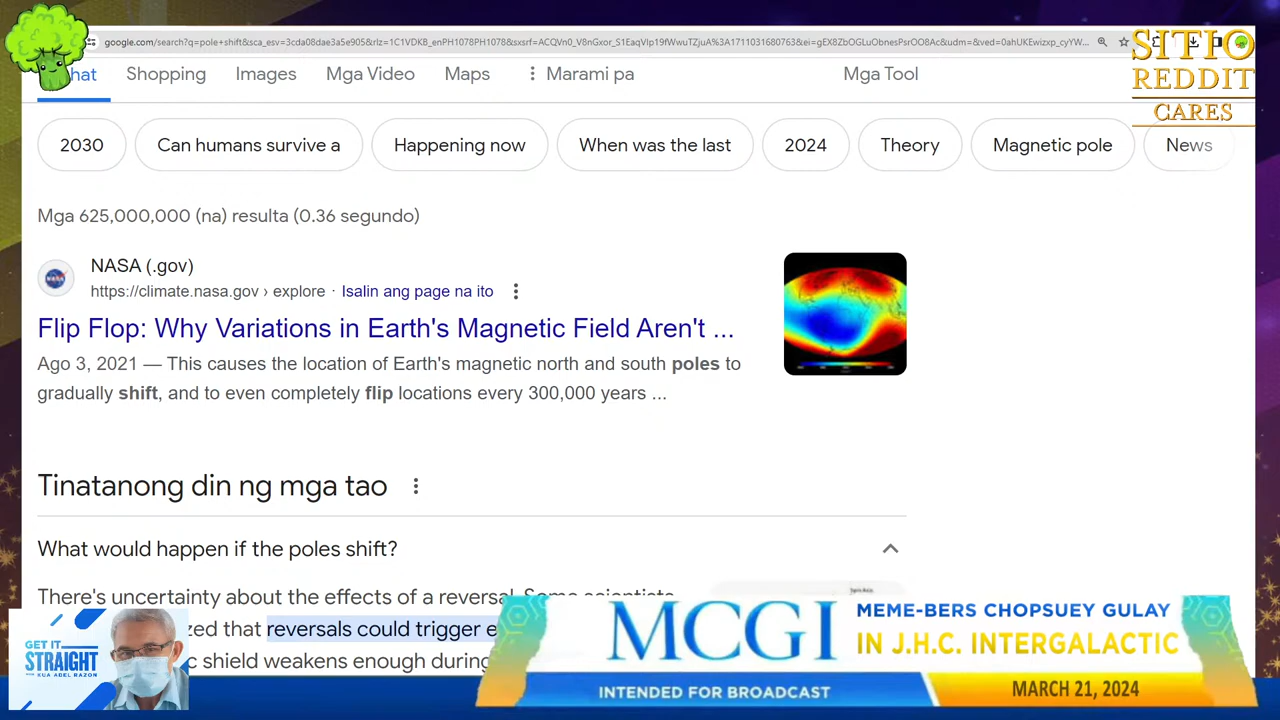 google.com/search?q=pole+shift&sca_esv=3cda08dae3a5e905&rlz=1C1VDKB_enPH1078PH1078&sxsrf=
Shopping
Images
Mga Video
Maps
Marami pa
Mga Tool
SITIO
REDDIT
CARES
2030
Can humans survive a
Happening now
When was the last
2024
Theory
Magnetic pole
News
Mga 625,000,000 (na) resulta (0.36 segundo)
NASA (.gov)
https://climate.nasa.gov › explore · Isalin ang page na ito
Flip Flop: Why Variations in Earth's Magnetic Field Aren't ...
Ago 3, 2021 — This causes the location of Earth's magnetic north and south poles to
gradually shift, and to even completely flip locations every 300,000 years ...
Tinatanong din ng mga tao
What would happen if the poles shift?
There's uncertainty about the effects of a reversal. Some scientists
zed that reversals could trigger e
c shield weakens enough during
GET IT
STRAIGHT
MCGI
MEME-BERS CHOPSUEY GULAY
IN J.H.C. INTERGALACTIC
INTENDED FOR BROADCAST
MARCH 21, 2024